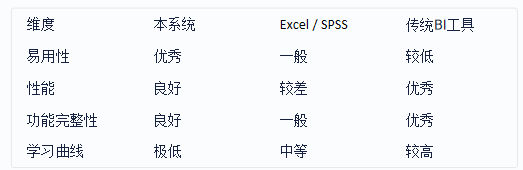 维度 本系统 Excel / SPSS 传统BI工具
易用性 优秀 一般 较低
性能 良好 较差 优秀
功能完整性 良好 一般 优秀
学习曲线 极低 中等 较高